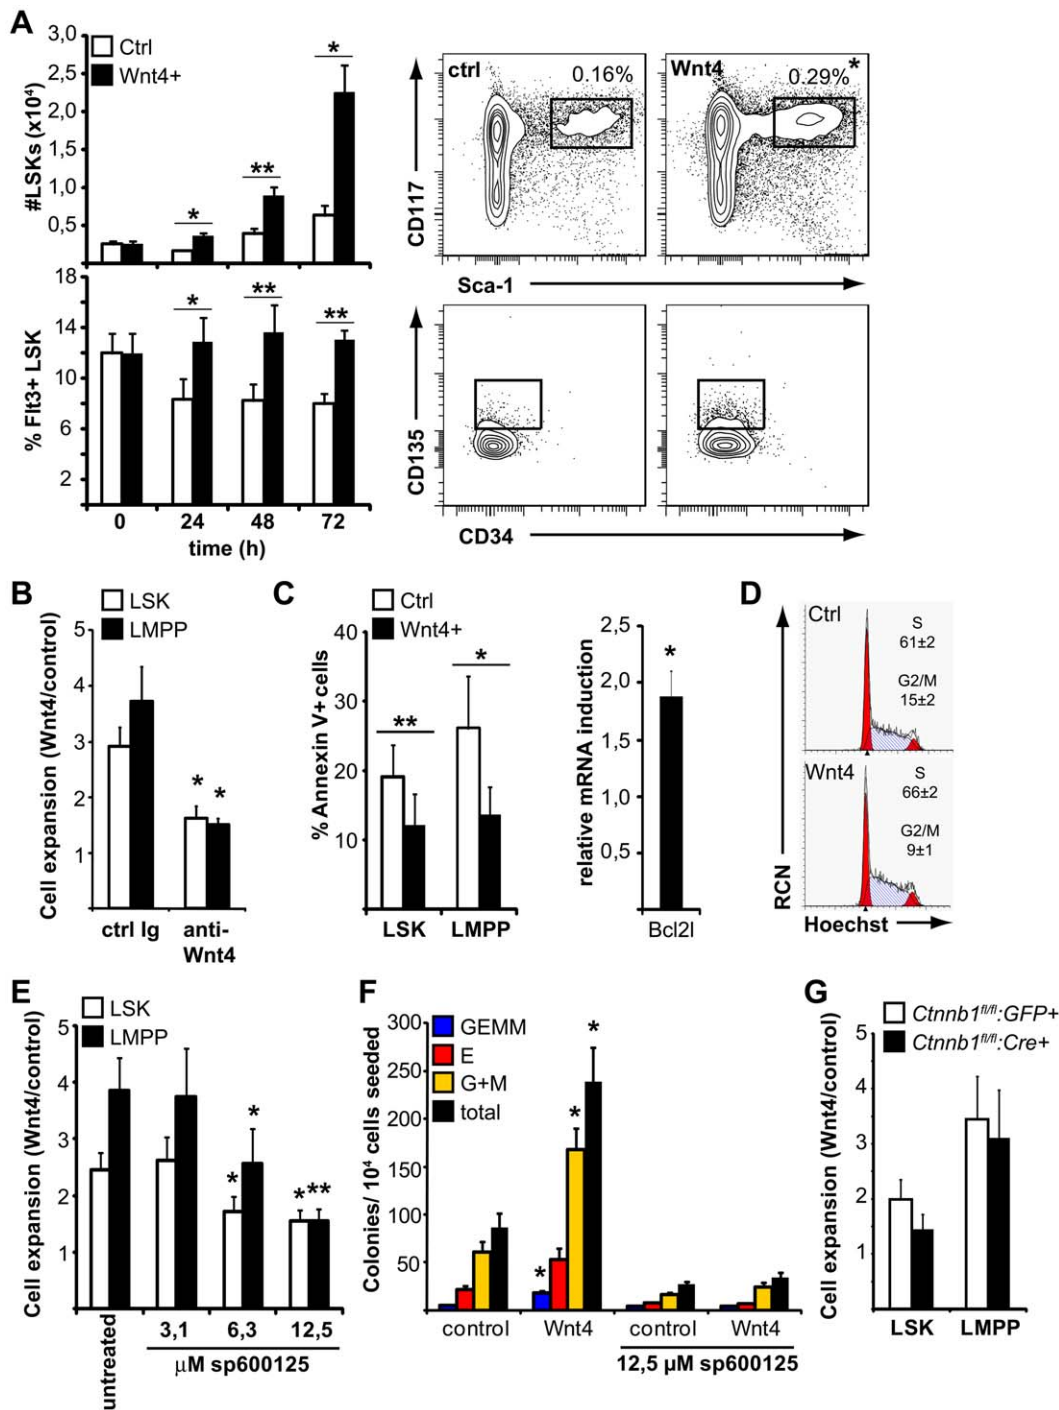 A
3,0
2,5
2,0
1,5
1,0
0,5
#LSKs (x10⁴)
Ctrl
Wnt4+
*
**
*
18
14
10
6
2
% Flt3+ LSK
*
**
**
0 24 48 72
time (h)
ctrl
0.16%
Wnt4
0.29%*
CD117
Sca-1
CD135
CD34
B
LSK
LMPP
5
4
3
2
1
Cell expansion (Wnt4/control)
* *
ctrl Ig anti-
Wnt4
C
Ctrl
Wnt4+
40
30
20
10
% Annexin V+ cells
**
*
LSK LMPP
2,5
2,0
1,5
1,0
0,5
relative mRNA induction
*
Bcl2l
D
Ctrl
S
61±2
G2/M
15±2
Wnt4
S
66±2
G2/M
9±1
RCN
Hoechst
E
LSK
LMPP
5
4
3
2
1
Cell expansion (Wnt4/control)
*
*
* **
untreated
3,1 6,3 12,5
µM sp600125
F
GEMM
E
G+M
total
300
250
200
150
100
50
Colonies/ 10⁴ cells seeded
*
*
*
control Wnt4 control Wnt4
12,5 µM sp600125
G
Ctnnb1fl/fl:GFP+
Ctnnb1fl/fl:Cre+
5
4
3
2
1
Cell expansion (Wnt4/control)
LSK LMPP